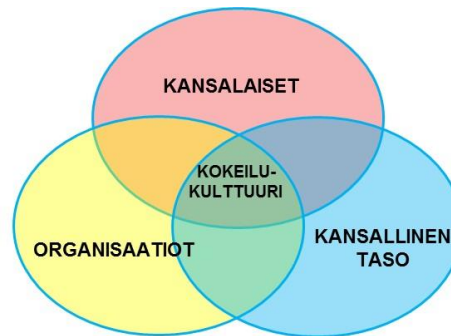 KANSALAISET
KOKEILU-
KULTTUURI
ORGANISAATIOT
KANSALLINEN
TASO